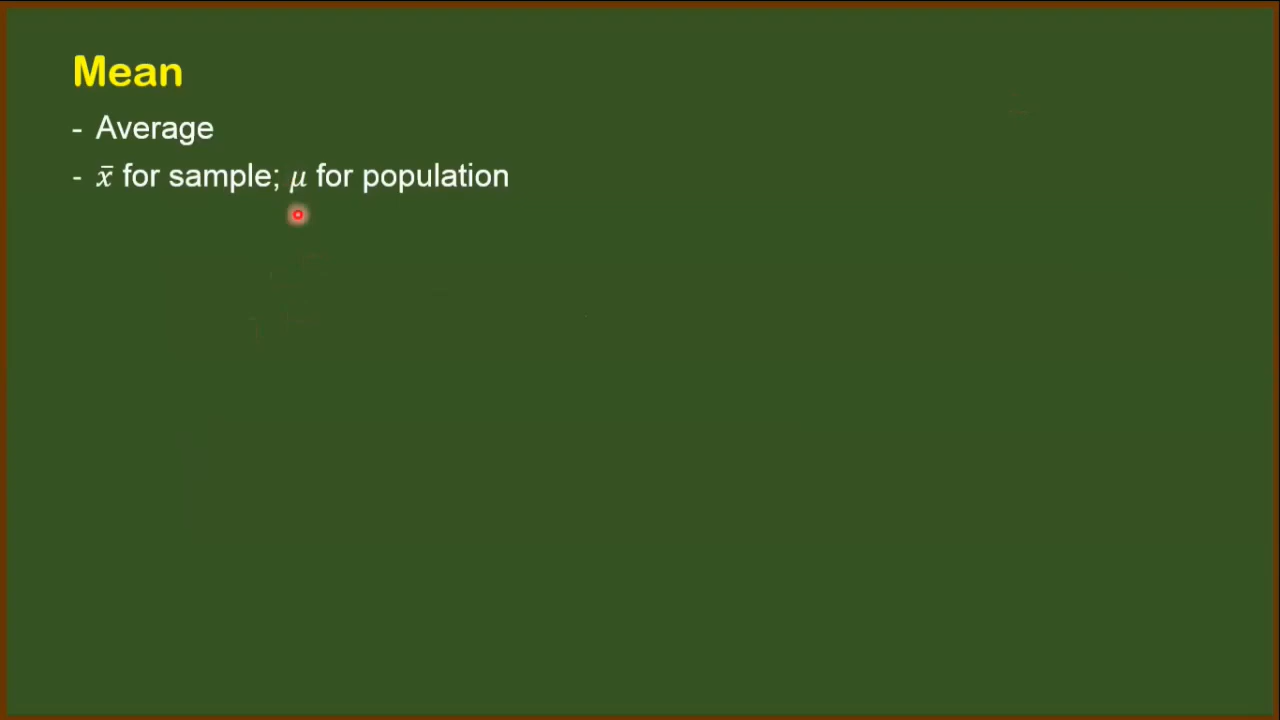 Mean
- Average
- x̄ for sample; μ for population